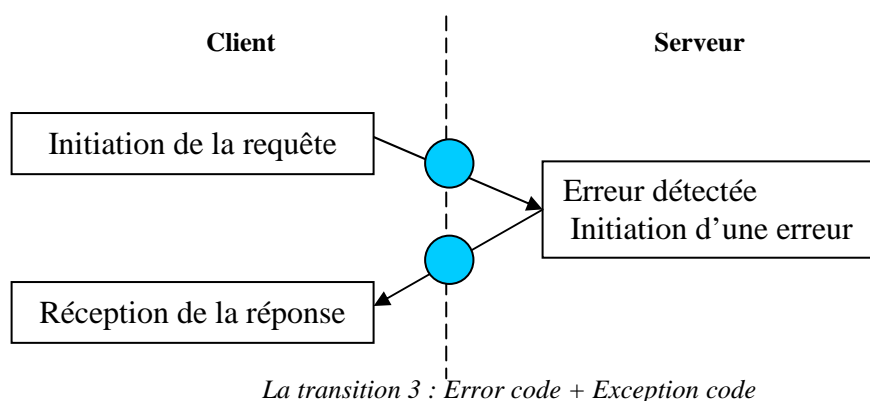 Client
Serveur
Initiation de la requête
Erreur détectée
Initiation d’une erreur
Réception de la réponse
La transition 3 : Error code + Exception code